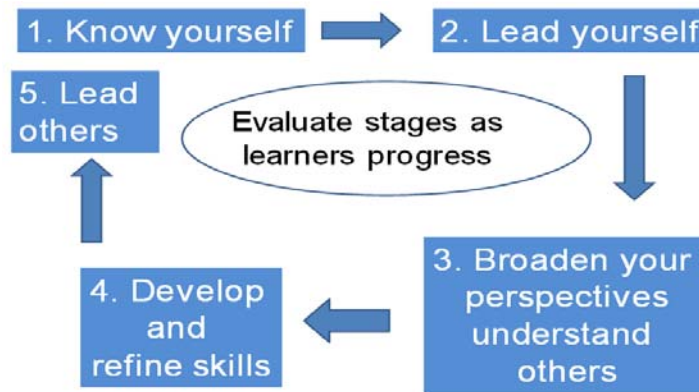 1. Know yourself
2. Lead yourself
5. Lead
others
Evaluate stages as
learners progress
3. Broaden your
perspectives
understand
others
4. Develop
and
refine skills